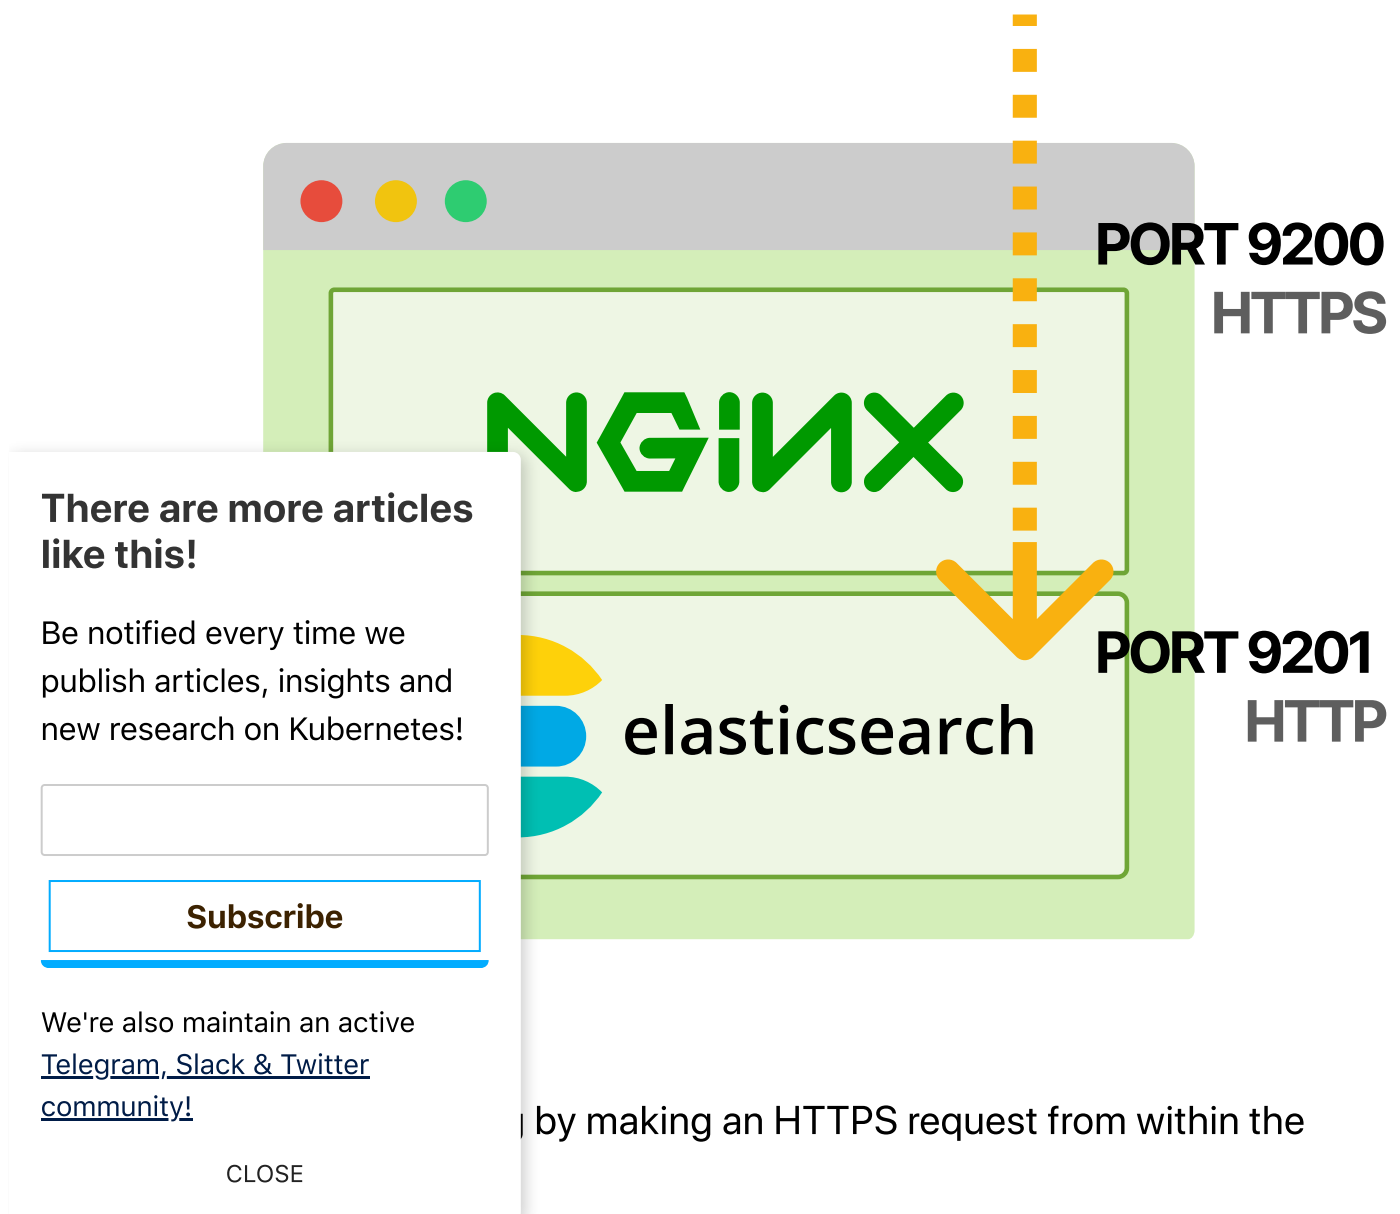 PORT 9200
HTTPS
NGINX
There are more articles
like this!
Be notified every time we
publish articles, insights and
new research on Kubernetes!
Subscribe
We're also maintain an active
Telegram, Slack & Twitter
community!
CLOSE
PORT 9201
HTTP
elasticsearch
by making an HTTPS request from within the